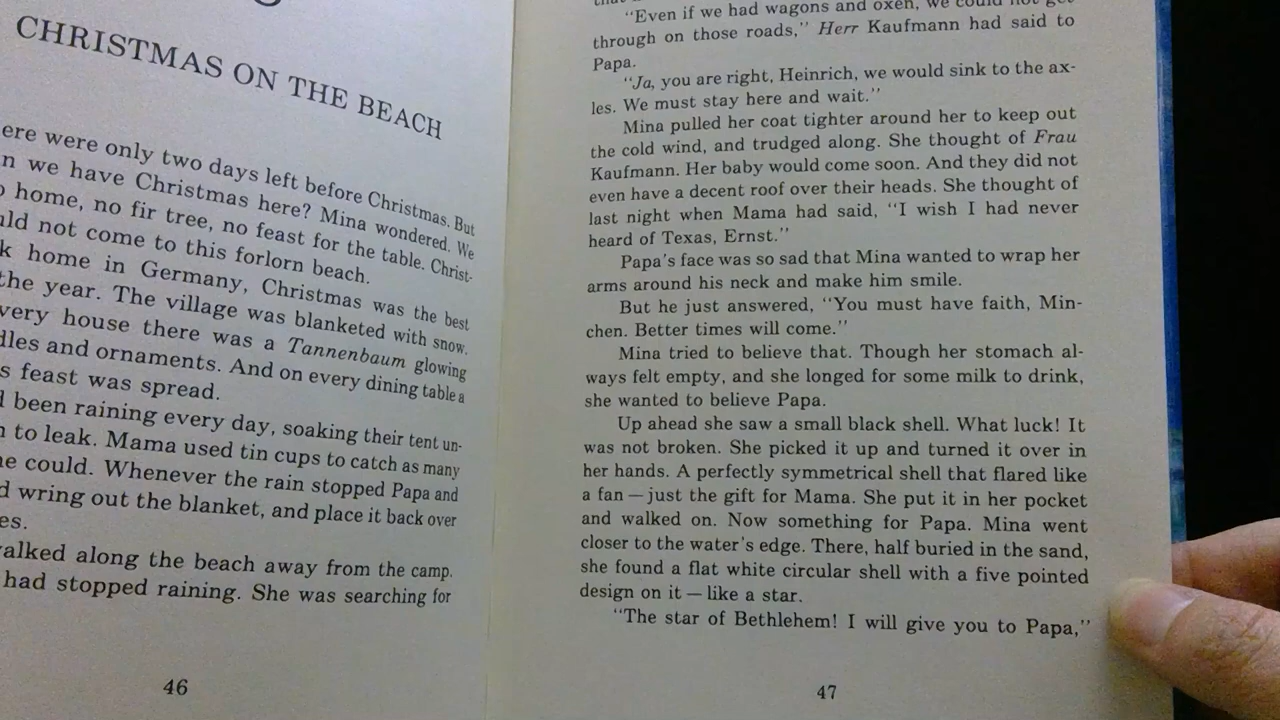 CHRISTMAS ON THE BEACH
ere were only two days left before Christmas. But
n we have Christmas here? Mina wondered. We
home, no fir tree, no feast for the table. Christ-
uld not come to this forlorn beach.
k home in Germany, Christmas was the best
the year. The village was blanketed with snow.
very house there was a Tannenbaum glowing
dles and ornaments. And on every dining table a
s feast was spread.
d been raining every day, soaking their tent un-
n to leak. Mama used tin cups to catch as many
he could. Whenever the rain stopped Papa and
d wring out the blanket, and place it back over
es.
walked along the beach away from the camp.
had stopped raining. She was searching for
46
"Even if we had wagons and oxen, we could not get
through on those roads," Herr Kaufmann had said to
Papa.
"Ja, you are right, Heinrich, we would sink to the ax-
les. We must stay here and wait."
Mina pulled her coat tighter around her to keep out
the cold wind, and trudged along. She thought of Frau
Kaufmann. Her baby would come soon. And they did not
even have a decent roof over their heads. She thought of
last night when Mama had said, "I wish I had never
heard of Texas, Ernst."
Papa's face was so sad that Mina wanted to wrap her
arms around his neck and make him smile.
But he just answered, "You must have faith, Min-
chen. Better times will come."
Mina tried to believe that. Though her stomach al-
ways felt empty, and she longed for some milk to drink,
she wanted to believe Papa.
Up ahead she saw a small black shell. What luck! It
was not broken. She picked it up and turned it over in
her hands. A perfectly symmetrical shell that flared like
a fan — just the gift for Mama. She put it in her pocket
and walked on. Now something for Papa. Mina went
closer to the water's edge. There, half buried in the sand,
she found a flat white circular shell with a five pointed
design on it — like a star.
"The star of Bethlehem! I will give you to Papa,"
47